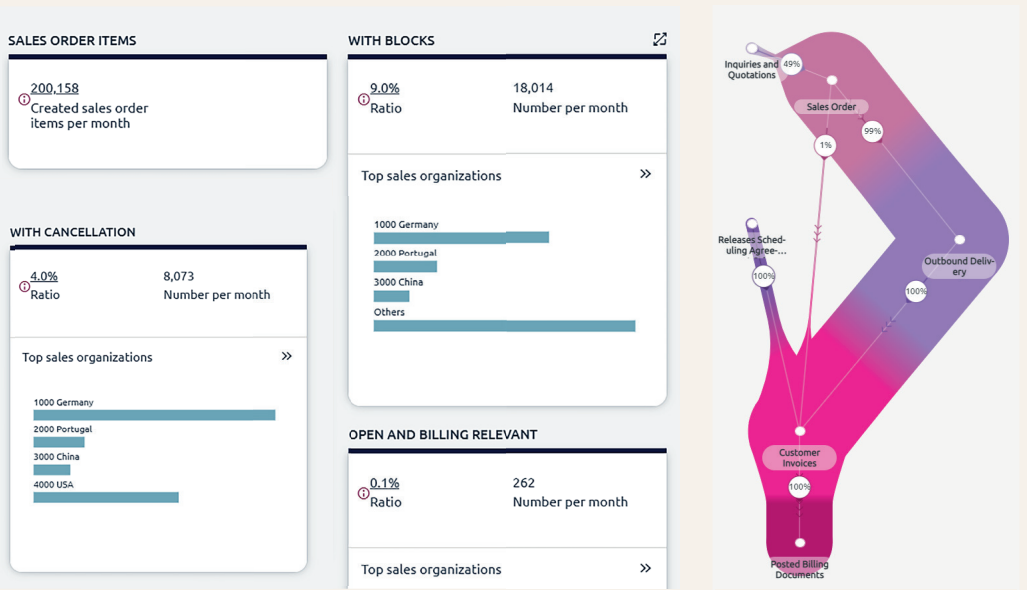 SALES ORDER ITEMS
200,158
Created sales order
items per month
WITH CANCELLATION
4.0%
Ratio
8,073
Number per month
Top sales organizations
1000 Germany
2000 Portugal
3000 China
4000 USA
WITH BLOCKS
9.0%
Ratio
18,014
Number per month
Top sales organizations
1000 Germany
2000 Portugal
3000 China
Others
OPEN AND BILLING RELEVANT
0.1%
Ratio
262
Number per month
Top sales organizations
Inquiries and
Quotations
49%
Sales Order
99%
1%
Releases Sched-
uling Agree-...
100%
Outbound Deliv-
ery
100%
Customer
Invoices
100%
Posted Billing
Documents